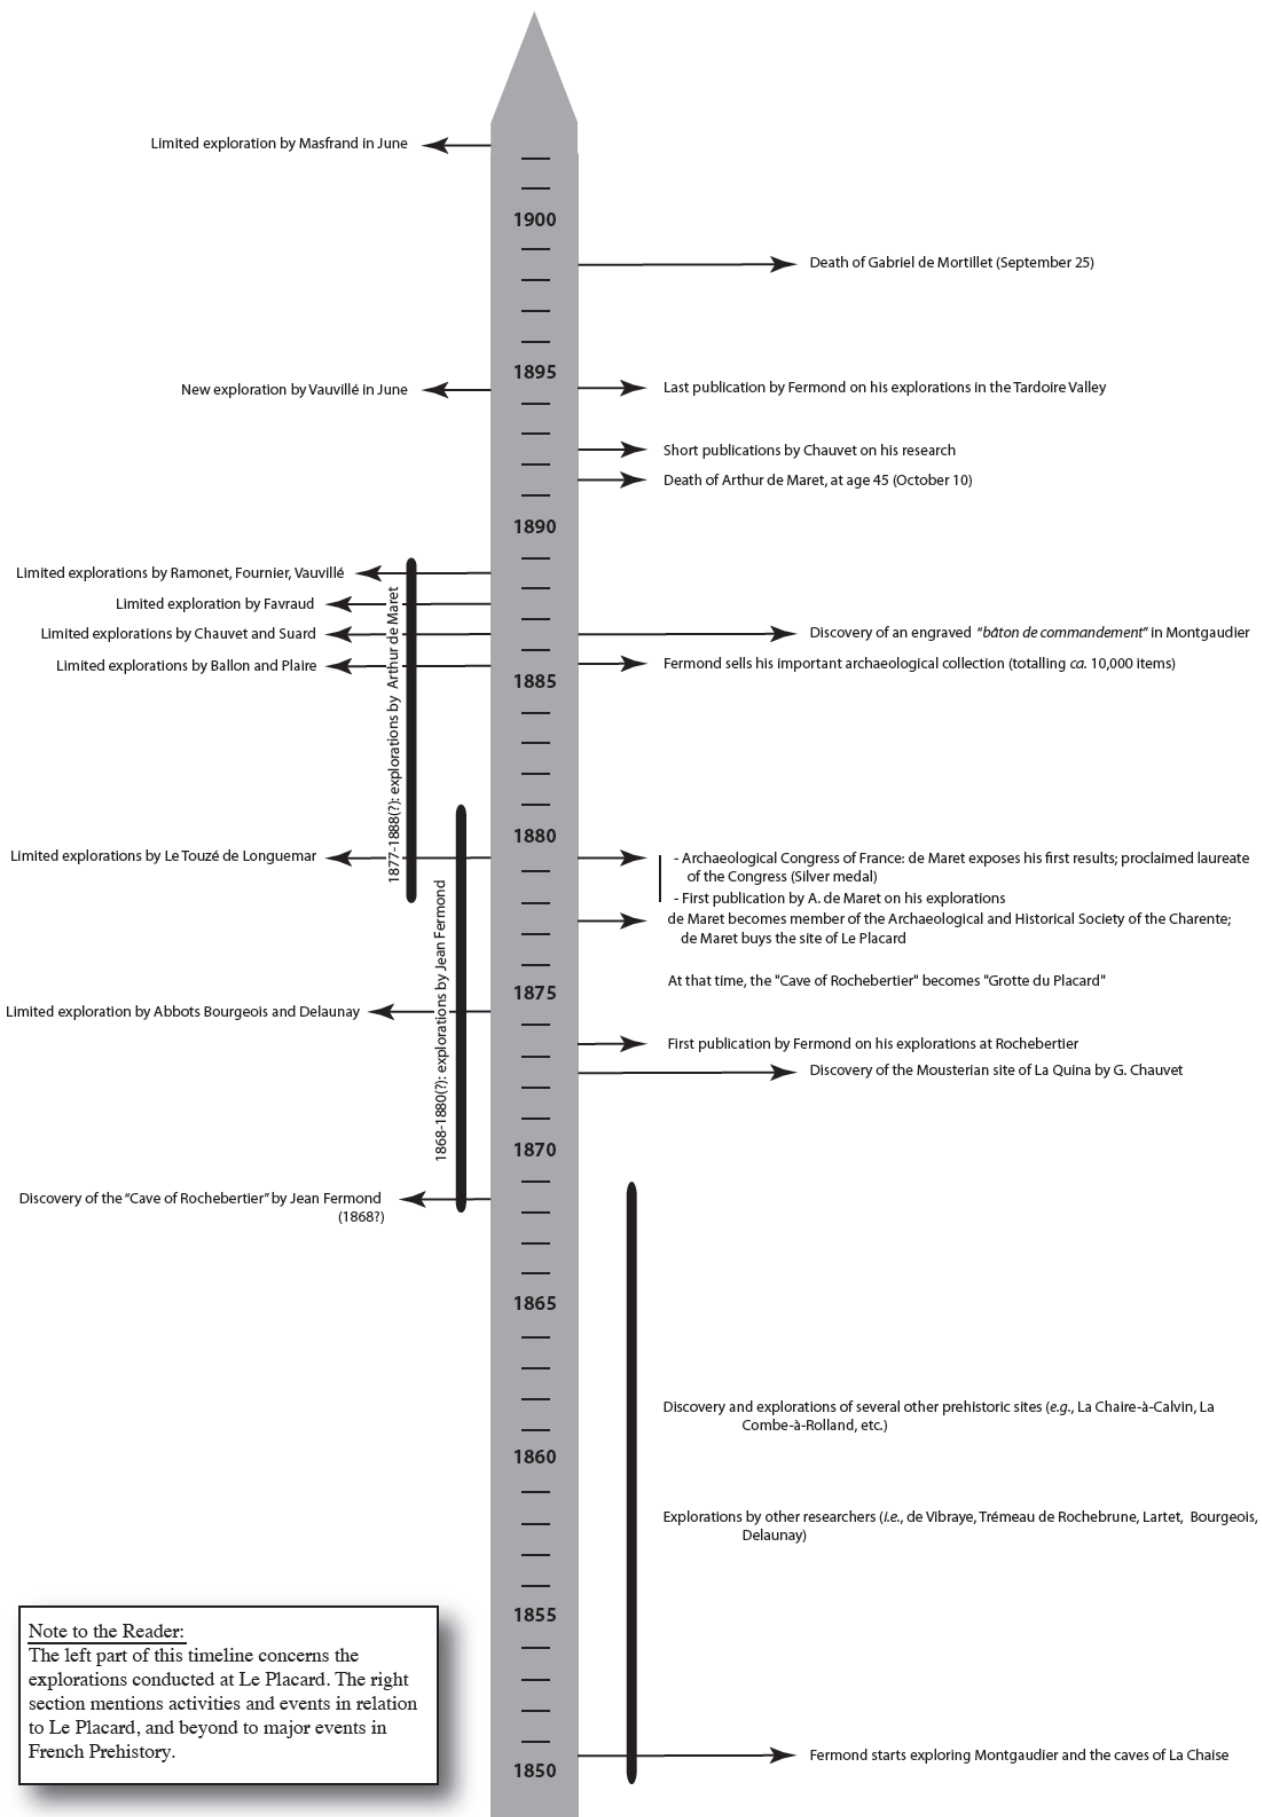 Limited exploration by Masfrand in June
1900
Death of Gabriel de Mortillet (September 25)
1895
New exploration by Vauvillé in June
Last publication by Fermond on his explorations in the Tardoire Valley
Short publications by Chauvet on his research
Death of Arthur de Maret, at age 45 (October 10)
1890
Limited explorations by Ramonet, Fournier, Vauvillé
Limited exploration by Favraud
Limited explorations by Chauvet and Suard
Discovery of an engraved “bâton de commandement” in Montgaudier
Limited explorations by Ballon and Plaire
Fermond sells his important archaeological collection (totalling ca. 10,000 items)
1885
1877-1888(?): explorations by Arthur de Maret
1880
Limited explorations by Le Touzé de Longuemar
- Archaeological Congress of France: de Maret exposes his first results; proclaimed laureate
of the Congress (Silver medal)
- First publication by A. de Maret on his explorations
de Maret becomes member of the Archaeological and Historical Society of the Charente;
de Maret buys the site of Le Placard
At that time, the "Cave of Rochebertier" becomes "Grotte du Placard"
1875
Limited exploration by Abbots Bourgeois and Delaunay
1868-1880(?): explorations by Jean Fermond
First publication by Fermond on his explorations at Rochebertier
Discovery of the Mousterian site of La Quina by G. Chauvet
1870
Discovery of the “Cave of Rochebertier” by Jean Fermond
(1868?)
1865
Discovery and explorations of several other prehistoric sites (e.g., La Chaire-à-Calvin, La
Combe-à-Rolland, etc.)
1860
Explorations by other researchers (i.e., de Vibraye, Trémeau de Rochebrune, Lartet, Bourgeois,
Delaunay)
1855
Note to the Reader:
The left part of this timeline concerns the
explorations conducted at Le Placard. The right
section mentions activities and events in relation
to Le Placard, and beyond to major events in
French Prehistory.
Fermond starts exploring Montgaudier and the caves of La Chaise
1850